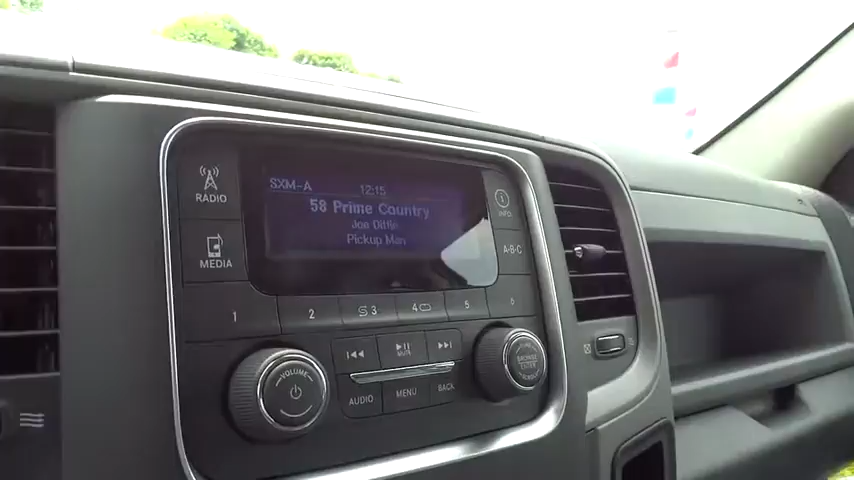 SXM-A 12:15
58 Prime Country
Joe Diffie
Pickup Man
RADIO
MEDIA
INFO
A-B-C
1 2 3 4 5 6
MUTE
VOLUME
AUDIO MENU BACK
BROWSE
ENTER